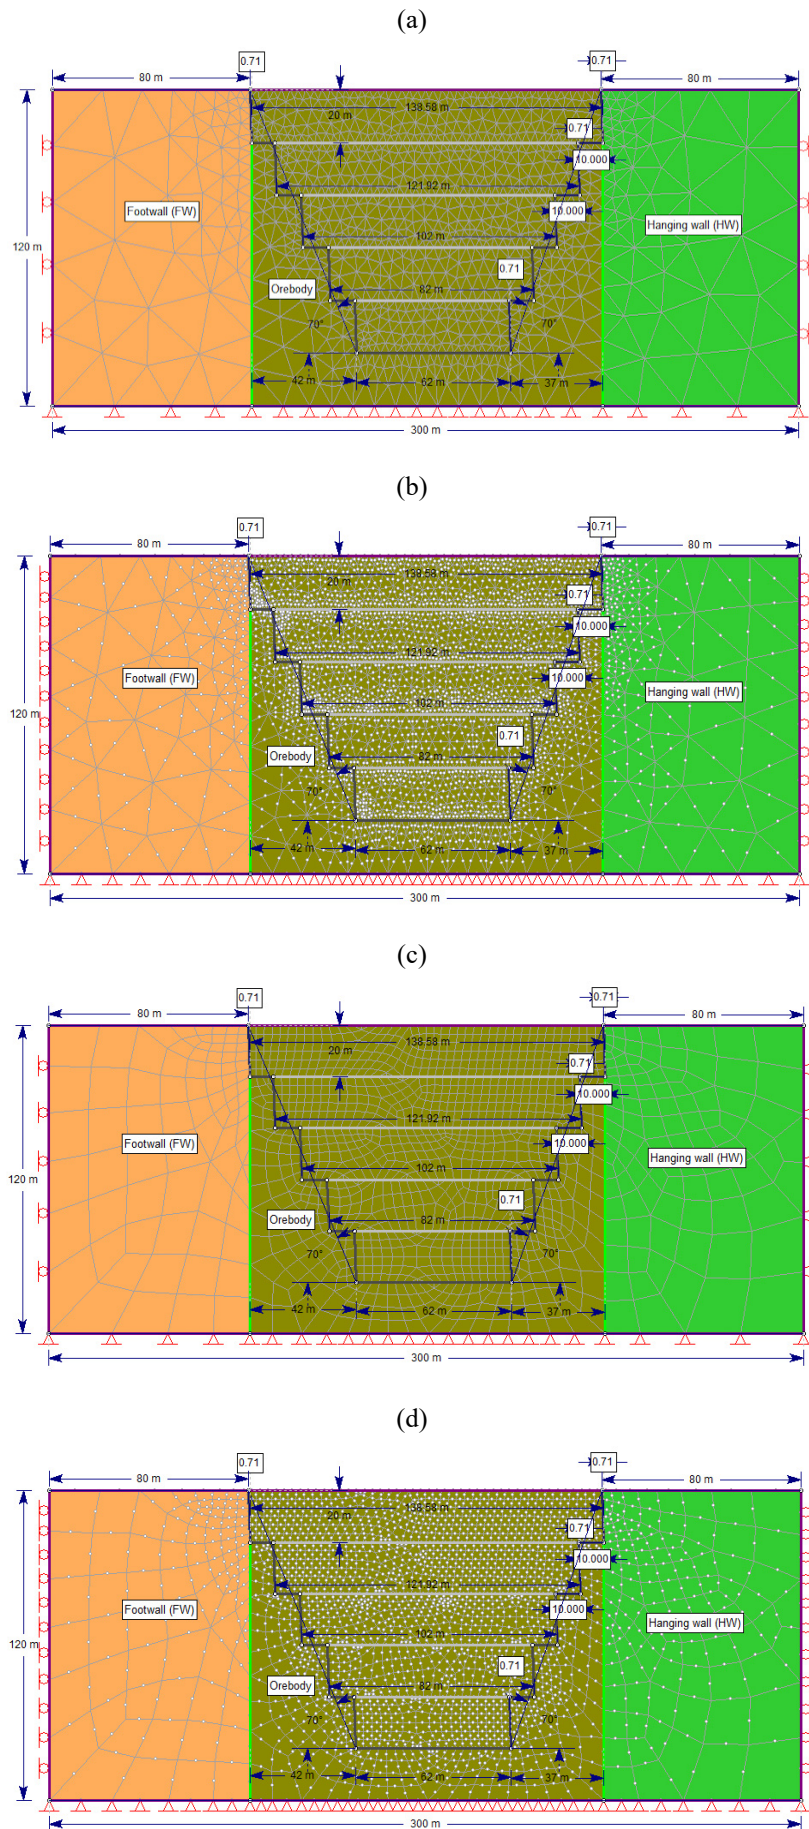 (a)
0.71 0.71
80 m 80 m
138.58 m
20 m
0.71
10.000
121.92 m
Footwall (FW) 10.000 Hanging wall (HW)
102 m
120 m
0.71
Orebody 82 m
70° 70°
42 m 62 m 37 m
300 m
(b)
0.71 0.71
80 m 80 m
138.58 m
20 m
0.71
10.000
121.92 m
Footwall (FW) 10.000 Hanging wall (HW)
102 m
120 m
0.71
Orebody 82 m
70° 70°
42 m 62 m 37 m
300 m
(c)
0.71 0.71
80 m 80 m
138.58 m
20 m
0.71
10.000
121.92 m
Footwall (FW) 10.000 Hanging wall (HW)
102 m
120 m
0.71
Orebody 82 m
70° 70°
42 m 62 m 37 m
300 m
(d)
0.71 0.71
80 m 80 m
138.58 m
20 m
0.71
10.000
121.92 m
Footwall (FW) 10.000 Hanging wall (HW)
102 m
120 m
0.71
Orebody 82 m
70° 70°
42 m 62 m 37 m
300 m